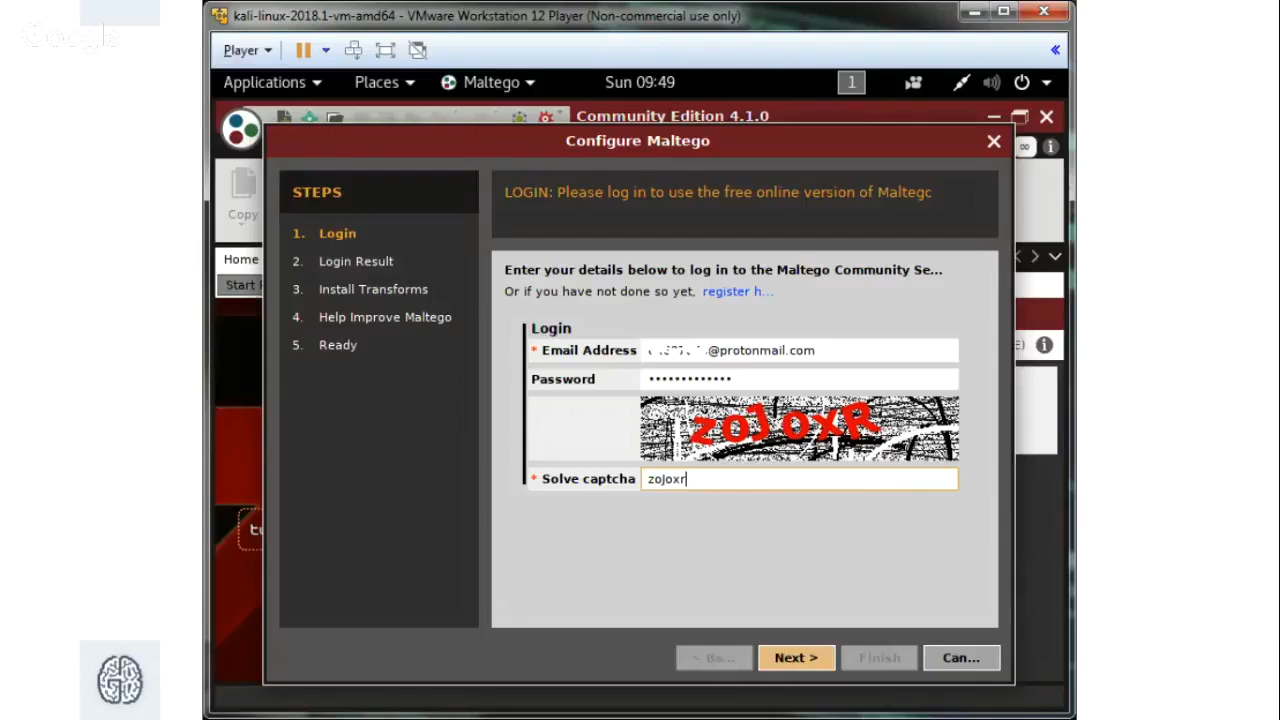 Google
kali-linux-2018.1-vm-amd64 - VMware Workstation 12 Player (Non-commercial use only)
Player
Applications Places Maltego Sun 09:49 1
Community Edition 4.1.0
Configure Maltego
Copy
Home
Start
STEPS
1. Login
2. Login Result
3. Install Transforms
4. Help Improve Maltego
5. Ready
LOGIN: Please log in to use the free online version of Maltego
Enter your details below to log in to the Maltego Community Se...
Or if you have not done so yet, register h...
Login
* Email Address @protonmail.com
Password •••••••••••••
zoJoxR
* Solve captcha zoJoxr
< Ba... Next > Finish Can...